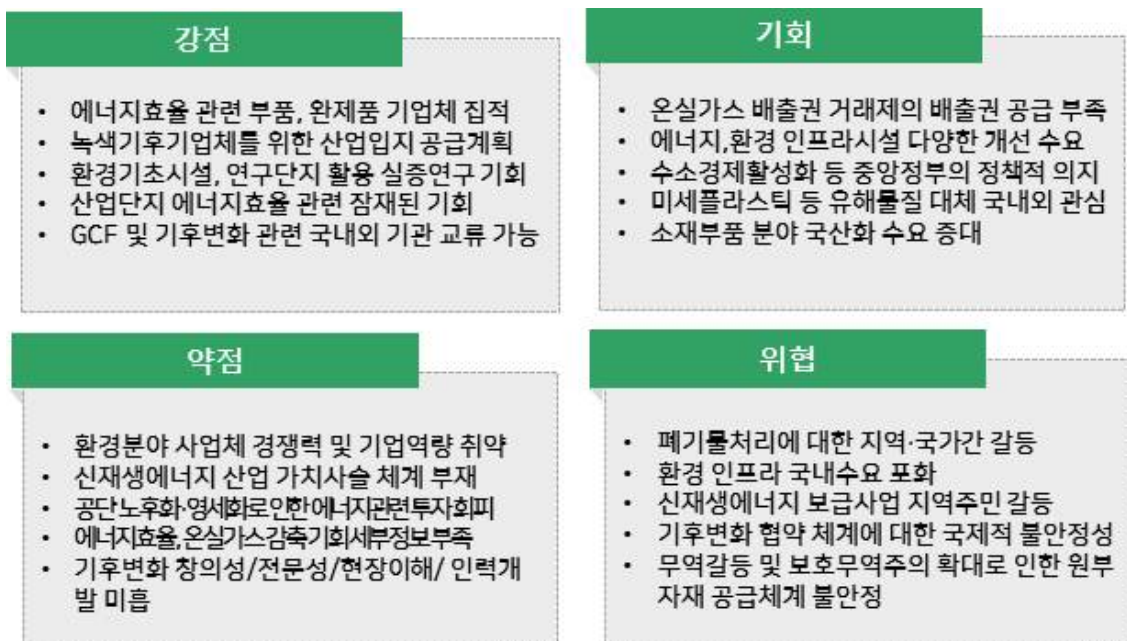 강점
• 에너지효율 관련 부품, 완제품 기업체 집적
• 녹색기후기업체를 위한 산업입지 공급계획
• 환경기초시설, 연구단지 활용 실증연구 기회
• 산업단지 에너지효율 관련 잠재된 기회
• GCF 및 기후변화 관련 국내외 기관 교류 가능
기회
• 온실가스 배출권 거래제의 배출권 공급 부족
• 에너지,환경 인프라시설 다양한 개선 수요
• 수소경제활성화 등 중앙정부의 정책적 의지
• 미세플라스틱 등 유해물질 대체 국내외 관심
• 소재부품 분야 국산화 수요 증대
약점
• 환경분야 사업체 경쟁력 및 기업역량 취약
• 신재생에너지 산업 가치사슬 체계 부재
• 공단 노후화·영세화로 인한 에너지 관련 투자 회피
• 에너지효율, 온실가스 감축 기회 세부정보 부족
• 기후변화 창의성/전문성/현장이해/ 인력개
발 미흡
위협
• 폐기물처리에 대한 지역·국가간 갈등
• 환경 인프라 국내수요 포화
• 신재생에너지 보급사업 지역주민 갈등
• 기후변화 협약 체계에 대한 국제적 불안정성
• 무역갈등 및 보호무역주의 확대로 인한 원부
자재 공급체계 불안정